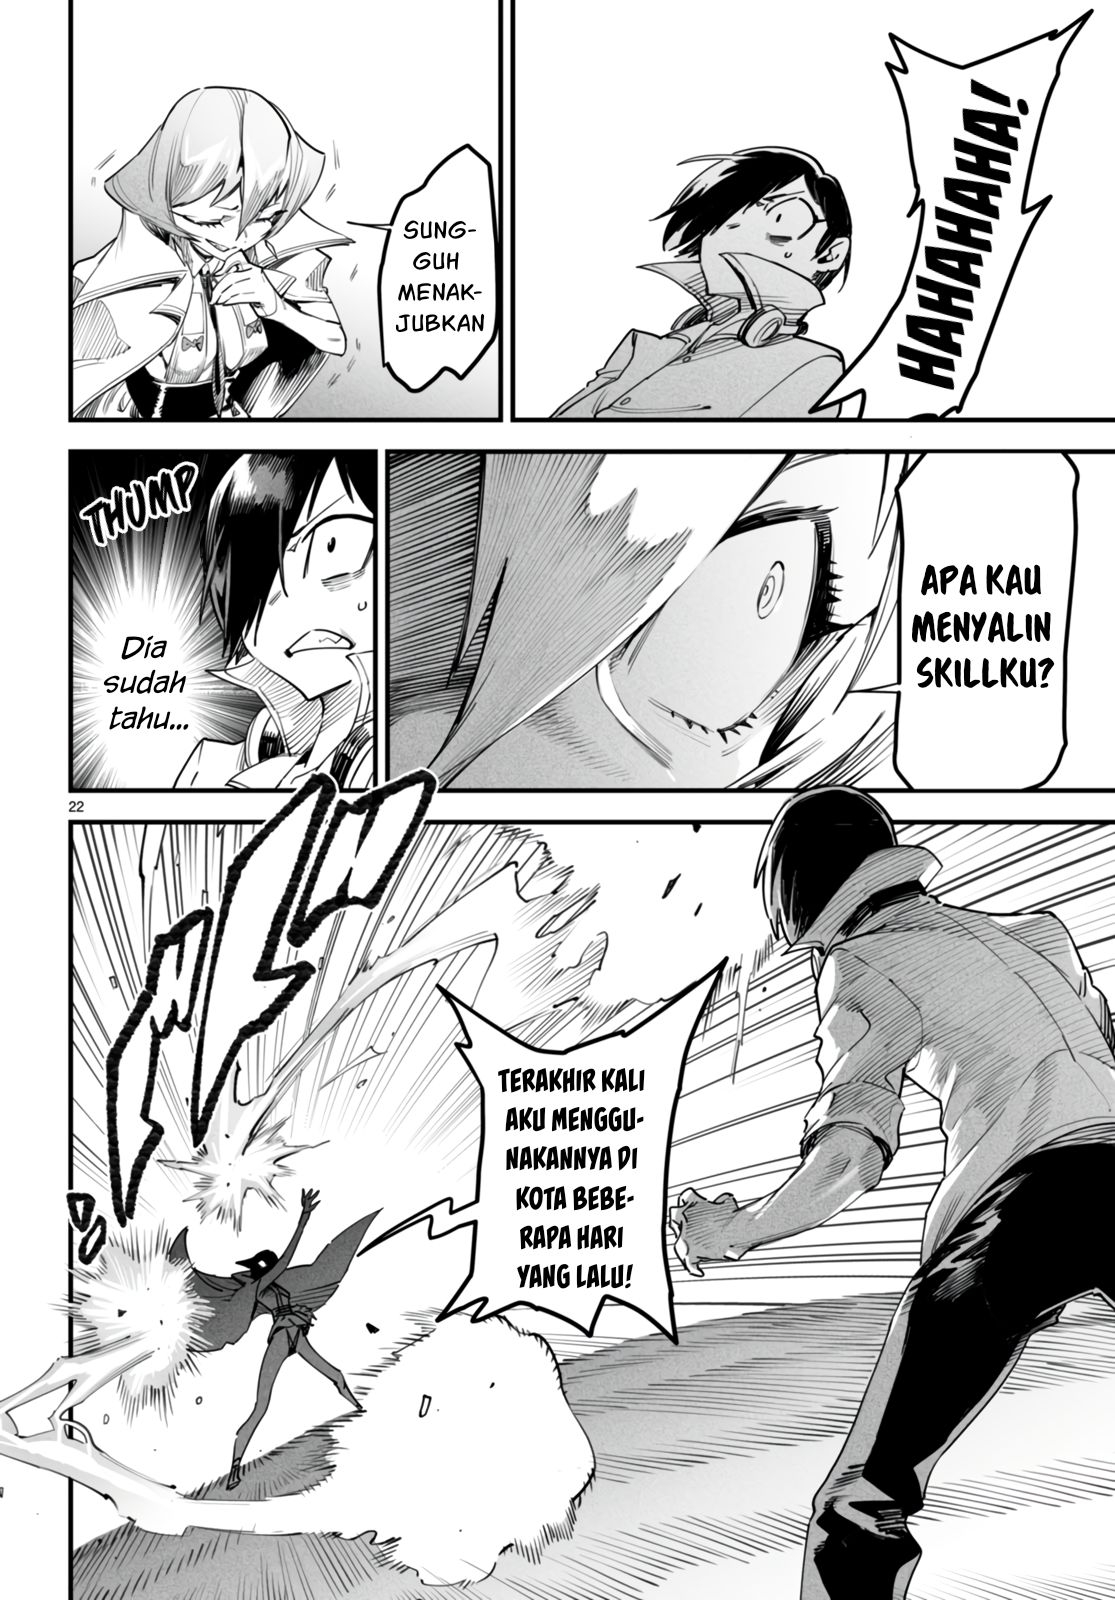 HAHAHAHA!
SUNG-
GUH
MENAK-
JUBKAN
APA KAU
MENYALIN
SKILLKU?
THUMP
Dia
sudah
tahu...
22
TERAKHIR KALI
AKU MENGGU-
NAKANNYA DI
KOTA BEBE-
RAPA HARI
YANG LALU!